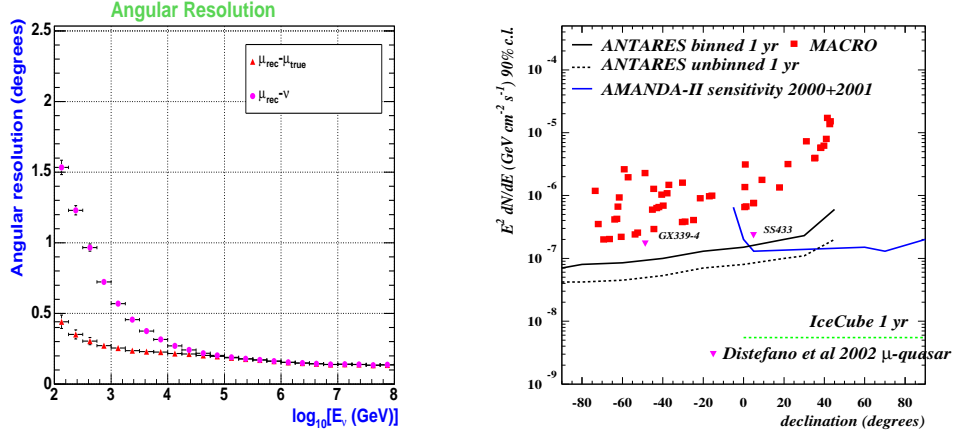 Angular Resolution
Angular resolution (degrees)
2.5
2
1.5
1
0.5
0
2 3 4 5 6 7 8
log10[Eν (GeV)]
μrec-μtrue
μrec-ν
E² dN/dE (GeV cm⁻² s⁻¹) 90% c.l.
10⁻⁴
10⁻⁵
10⁻⁶
10⁻⁷
10⁻⁸
10⁻⁹
ANTARES binned 1 yr MACRO
ANTARES unbinned 1 yr
AMANDA-II sensitivity 2000+2001
GX339-4
SS433
IceCube 1 yr
Distefano et al 2002 μ-quasar
-80 -60 -40 -20 0 20 40 60 80
declination (degrees)